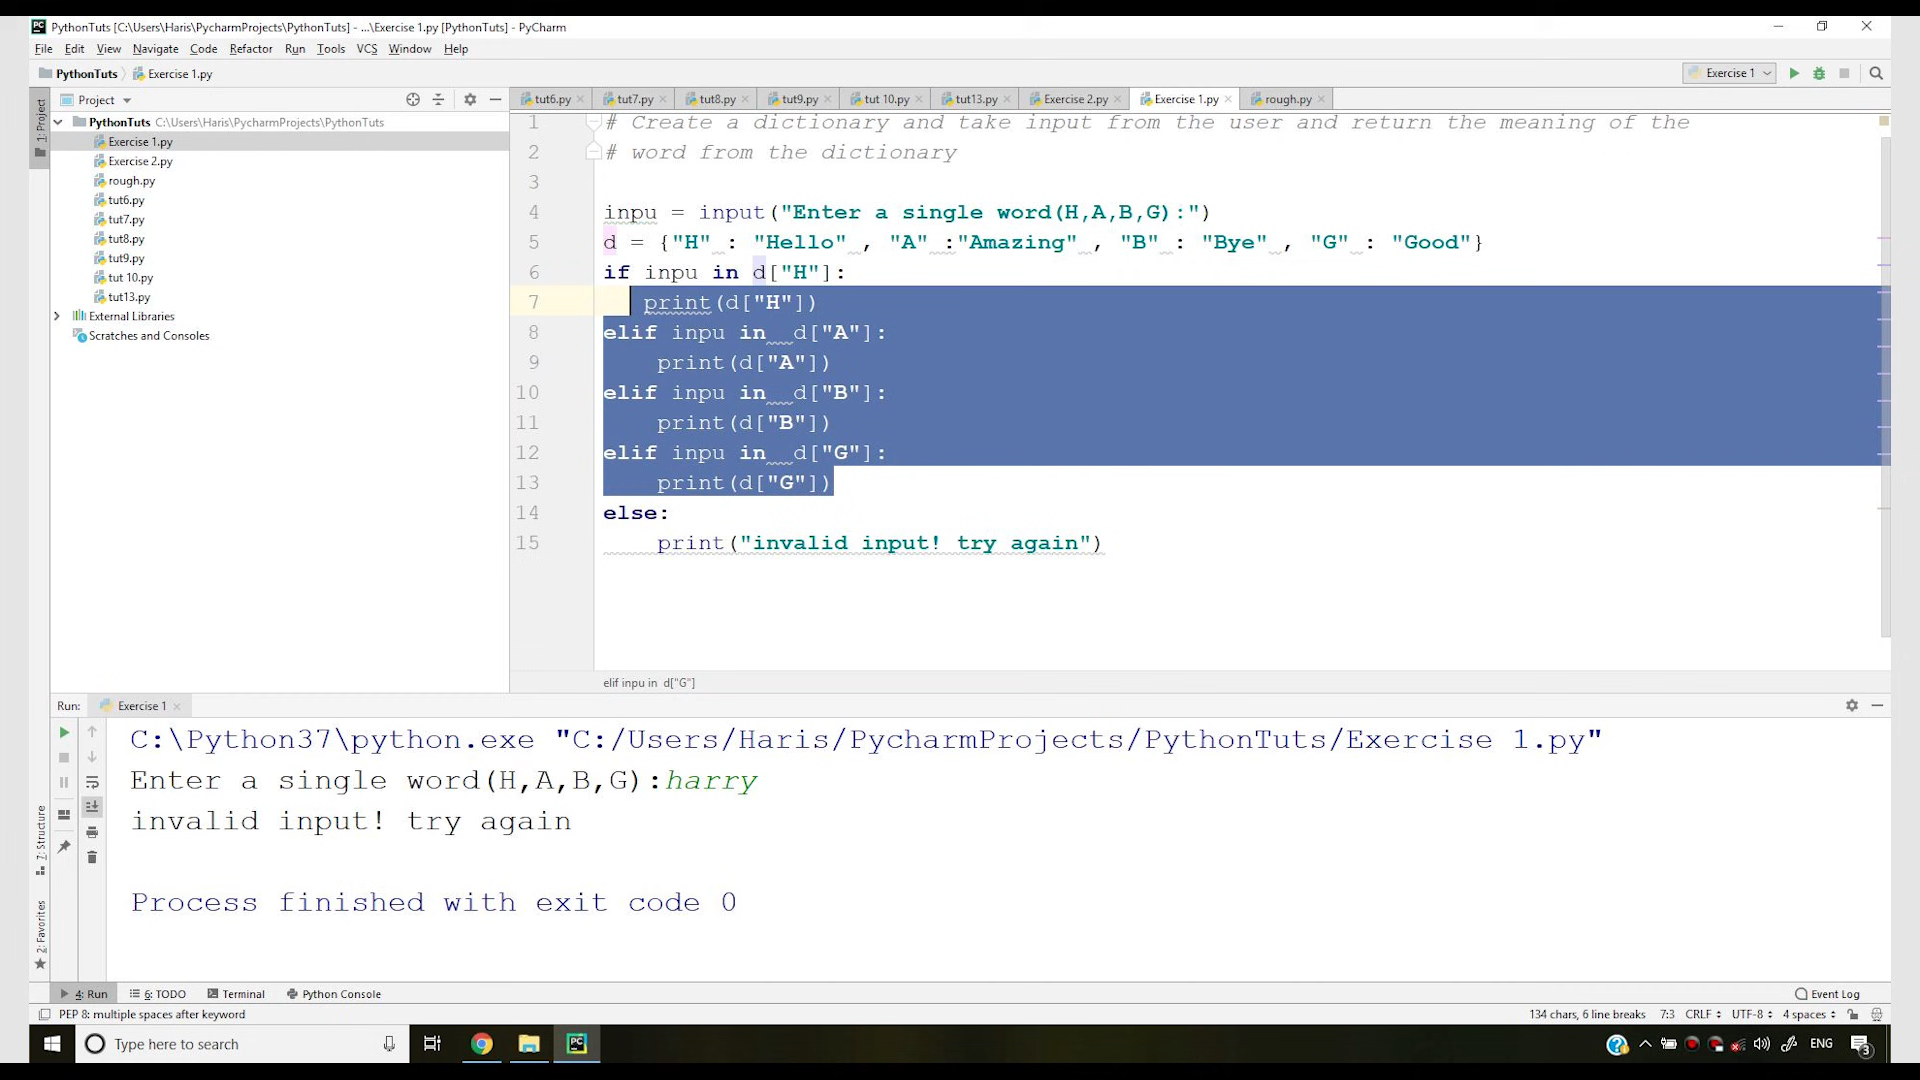 PythonTuts [C:\Users\Haris\PycharmProjects\PythonTuts] - ...\Exercise 1.py [PythonTuts] - PyCharm
File Edit View Navigate Code Refactor Run Tools VCS Window Help
PythonTuts Exercise 1.py Exercise 1
1: Project
Project
tut6.py tut7.py tut8.py tut9.py tut 10.py tut13.py Exercise 2.py Exercise 1.py rough.py
PythonTuts C:\Users\Haris\PycharmProjects\PythonTuts
Exercise 1.py
Exercise 2.py
rough.py
tut6.py
tut7.py
tut8.py
tut9.py
tut 10.py
tut13.py
External Libraries
Scratches and Consoles
1 # Create a dictionary and take input from the user and return the meaning of the
2 # word from the dictionary
3
4 inpu = input("Enter a single word(H,A,B,G):")
5 d = {"H" : "Hello" , "A" :"Amazing" , "B" : "Bye" , "G" : "Good"}
6 if inpu in d["H"]:
7 print(d["H"])
8 elif inpu in  d["A"]:
9 print(d["A"])
10 elif inpu in  d["B"]:
11 print(d["B"])
12 elif inpu in  d["G"]:
13 print(d["G"])
14 else:
15 print("invalid input! try again")
elif inpu in  d["G"]
Run: Exercise 1
C:\Python37\python.exe "C:/Users/Haris/PycharmProjects/PythonTuts/Exercise 1.py"
Enter a single word(H,A,B,G):harry
invalid input! try again
Process finished with exit code 0
7: Structure
2: Favorites
4: Run 6: TODO Terminal Python Console Event Log
PEP 8: multiple spaces after keyword 134 chars, 6 line breaks 7:3 CRLF UTF-8 4 spaces
Type here to search ENG 3